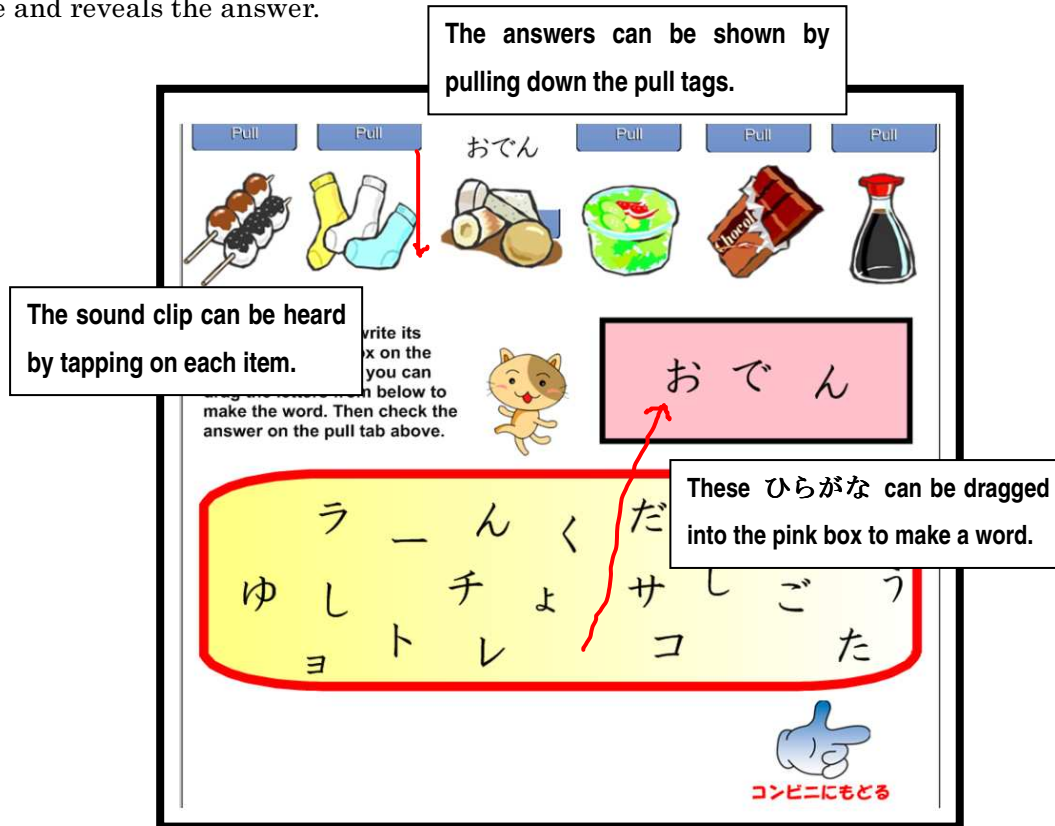 e and reveals the answer.
The answers can be shown by
pulling down the pull tags.
Pull Pull おでん Pull Pull Pull
Chocol
The sound clip can be heard
by tapping on each item.
write its
x on the
you can
drag the letters from below to
make the word. Then check the
answer on the pull tab above.
お で ん
These ひらがな can be dragged
into the pink box to make a word.
ラ ー ん く だ
ゆ し チ ょ サ し ご う
ョ ト レ コ た
コンビニにもどる